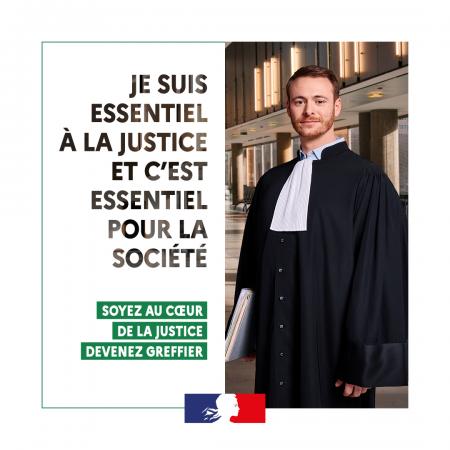 JE SUIS
ESSENTIEL
À LA JUSTICE
ET C'EST
ESSENTIEL
POUR LA
SOCIÉTÉ
SOYEZ AU CŒUR
DE LA JUSTICE
DEVENEZ GREFFIER